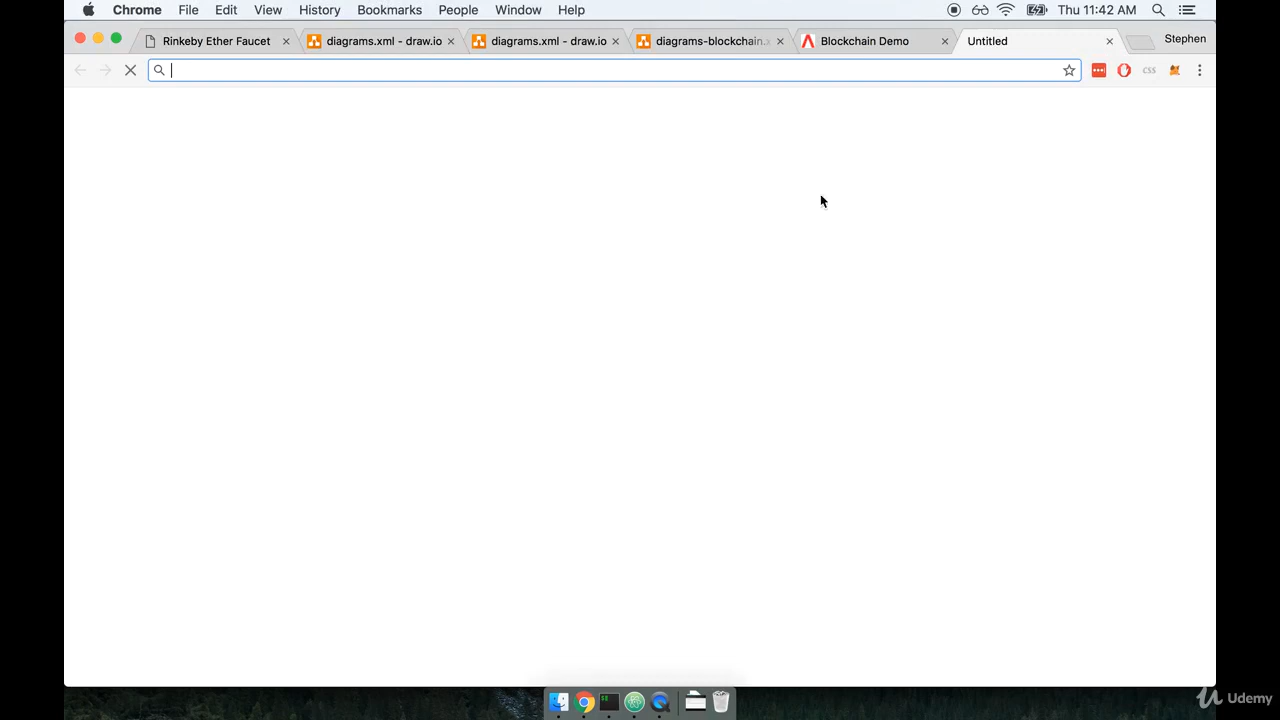 Chrome File Edit View History Bookmarks People Window Help Thu 11:42 AM
Rinkeby Ether Faucet diagrams.xml - draw.io diagrams.xml - draw.io diagrams-blockchain.x Blockchain Demo Untitled Stephen
CSS
Udemy